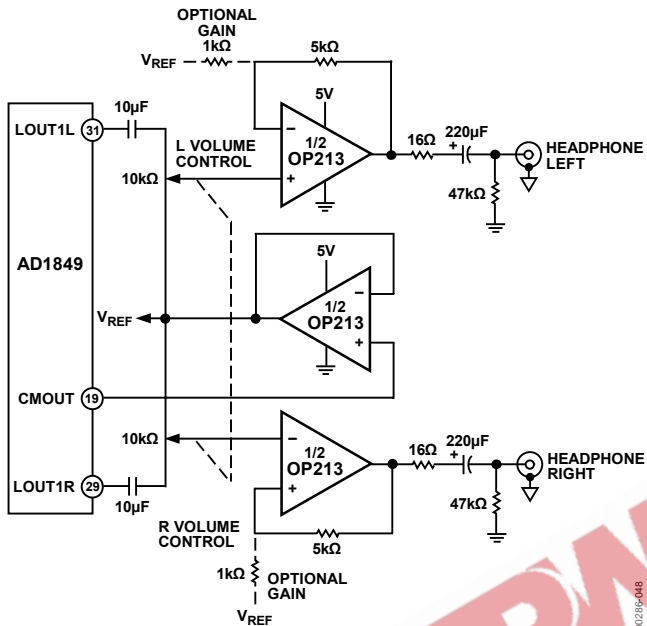 OPTIONAL
GAIN
1kΩ
VREF
5kΩ
5V
10µF
LOUT1L 31
L VOLUME
CONTROL
1/2
OP213
−
+
16Ω
220µF
+
HEADPHONE
LEFT
47kΩ
10kΩ
AD1849
5V
VREF
1/2
OP213
−
+
CMOUT 19
10kΩ
1/2
OP213
−
+
16Ω
220µF
+
HEADPHONE
RIGHT
47kΩ
LOUT1R 29
10µF
R VOLUME
CONTROL
5kΩ
1kΩ
OPTIONAL
GAIN
VREF